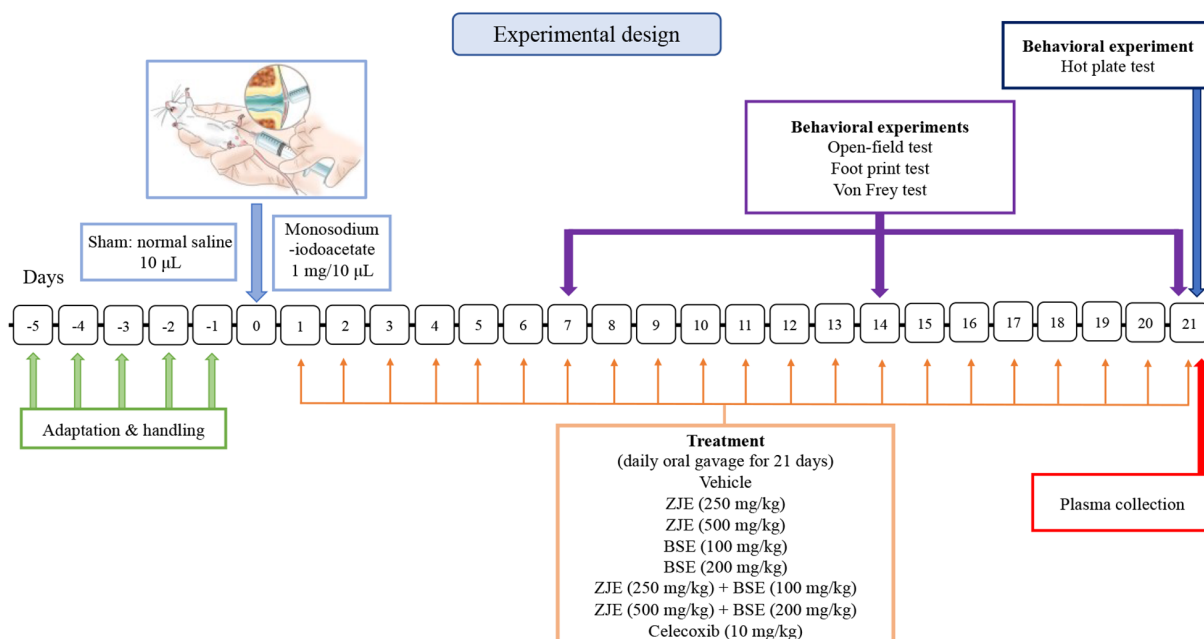 Experimental design
Behavioral experiment
Hot plate test
Behavioral experiments
Open-field test
Foot print test
Von Frey test
Sham: normal saline
10 μL
Monosodium
-iodoacetate
1 mg/10 μL
Days
-5 -4 -3 -2 -1 0 1 2 3 4 5 6 7 8 9 10 11 12 13 14 15 16 17 18 19 20 21
Adaptation & handling
Treatment
(daily oral gavage for 21 days)
Vehicle
ZJE (250 mg/kg)
ZJE (500 mg/kg)
BSE (100 mg/kg)
BSE (200 mg/kg)
ZJE (250 mg/kg) + BSE (100 mg/kg)
ZJE (500 mg/kg) + BSE (200 mg/kg)
Celecoxib (10 mg/kg)
Plasma collection